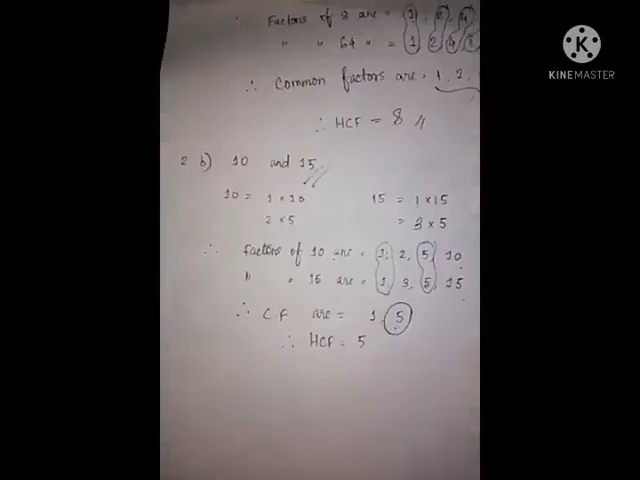 ∴ Factors of 8 are = 1, 2, 4
" " 64 " = 1 2 4 8
∴ Common factors are = 1, 2,
∴ HCF = 8 //
2 b) 10 and 15 //
10 = 1 × 10 15 = 1 × 15
2 × 5 = 3 × 5
∴ factors of 10 are = 1, 2, 5, 10
" " 15 are = 1, 3, 5, 15
∴ C.F are = 1, 5
∴ HCF = 5
K
KINEMASTER